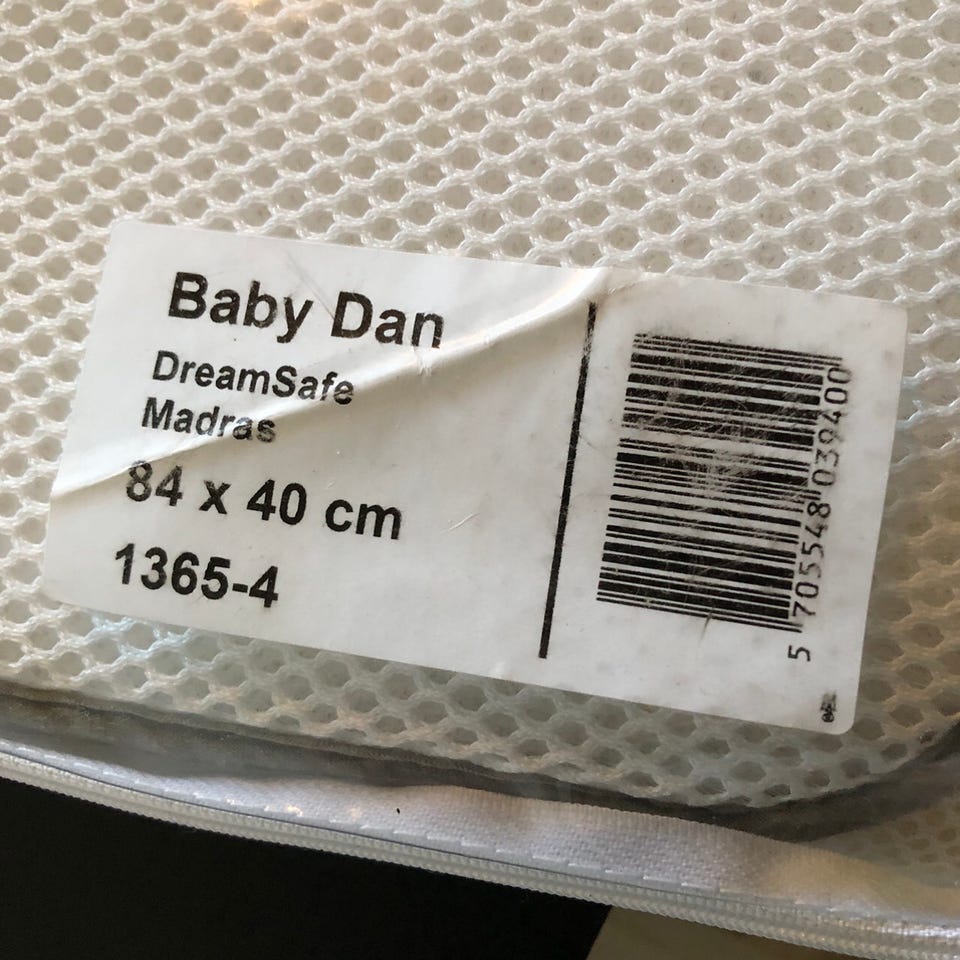 Baby Dan
DreamSafe
Madras
84 x 40 cm
1365-4
5 705548 039400